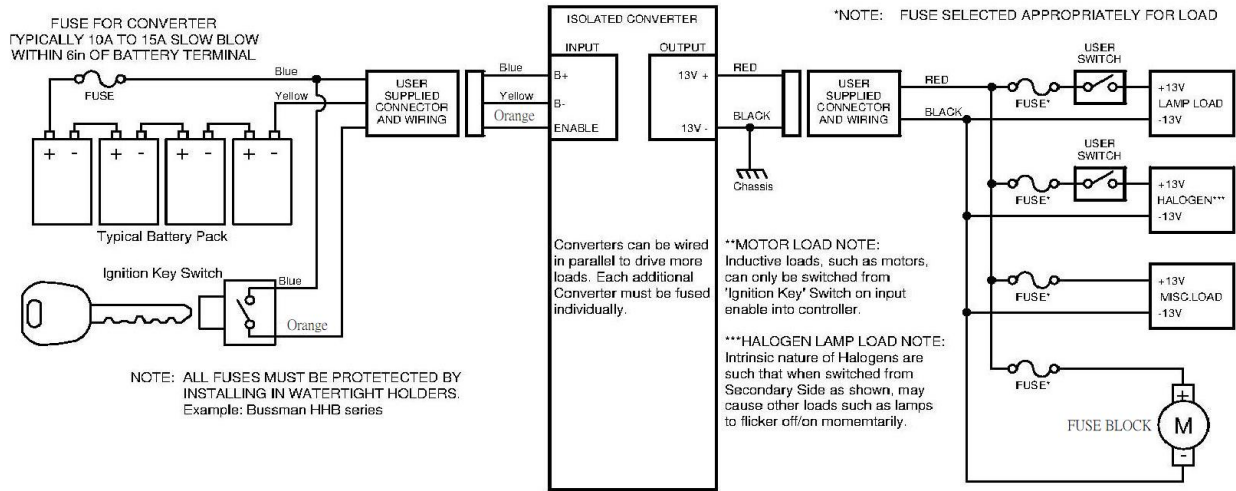 FUSE FOR CONVERTER
TYPICALLY 10A TO 15A SLOW BLOW
WITHIN 6in OF BATTERY TERMINAL
FUSE
Blue
Yellow
+ - + - + - + -
Typical Battery Pack
Ignition Key Switch
Blue
Orange
NOTE: ALL FUSES MUST BE PROTETECTED BY
INSTALLING IN WATERTIGHT HOLDERS.
Example: Bussman HHB series
USER
SUPPLIED
CONNECTOR
AND WIRING
Blue
Yellow
Orange
ISOLATED CONVERTER
INPUT
OUTPUT
B+
B-
ENABLE
13V +
13V -
Converters can be wired
in parallel to drive more
loads. Each additional
Converter must be fused
individually.
RED
BLACK
Chassis
USER
SUPPLIED
CONNECTOR
AND WIRING
RED
BLACK
*NOTE: FUSE SELECTED APPROPRIATELY FOR LOAD
USER
SWITCH
FUSE*
+13V
LAMP LOAD
-13V
USER
SWITCH
FUSE*
+13V
HALOGEN***
-13V
FUSE*
+13V
MISC.LOAD
-13V
FUSE*
FUSE BLOCK
+
M
-
**MOTOR LOAD NOTE:
Inductive loads, such as motors,
can only be switched from
'Ignition Key' Switch on input
enable into controller.
***HALOGEN LAMP LOAD NOTE:
Intrinsic nature of Halogens are
such that when switched from
Secondary Side as shown, may
cause other loads such as lamps
to flicker off/on momemtarily.